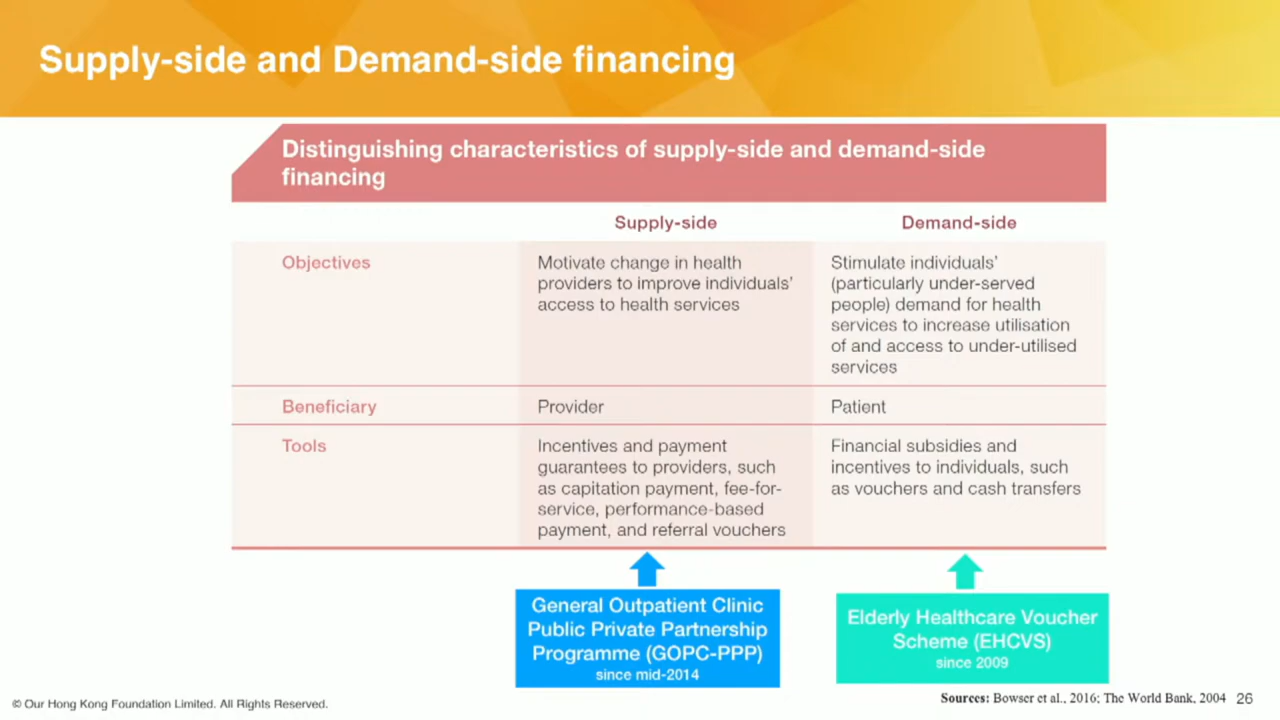 Supply-side and Demand-side financing
Distinguishing characteristics of supply-side and demand-side
financing
Supply-side
Demand-side
Objectives
Motivate change in health
providers to improve individuals’
access to health services
Stimulate individuals’
(particularly under-served
people) demand for health
services to increase utilisation
of and access to under-utilised
services
Beneficiary
Provider
Patient
Tools
Incentives and payment
guarantees to providers, such
as capitation payment, fee-for-
service, performance-based
payment, and referral vouchers
Financial subsidies and
incentives to individuals, such
as vouchers and cash transfers
General Outpatient Clinic
Public Private Partnership
Programme (GOPC-PPP)
since mid-2014
Elderly Healthcare Voucher
Scheme (EHCVS)
since 2009
© Our Hong Kong Foundation Limited. All Rights Reserved.
Sources: Bowser et al., 2016; The World Bank, 2004
26